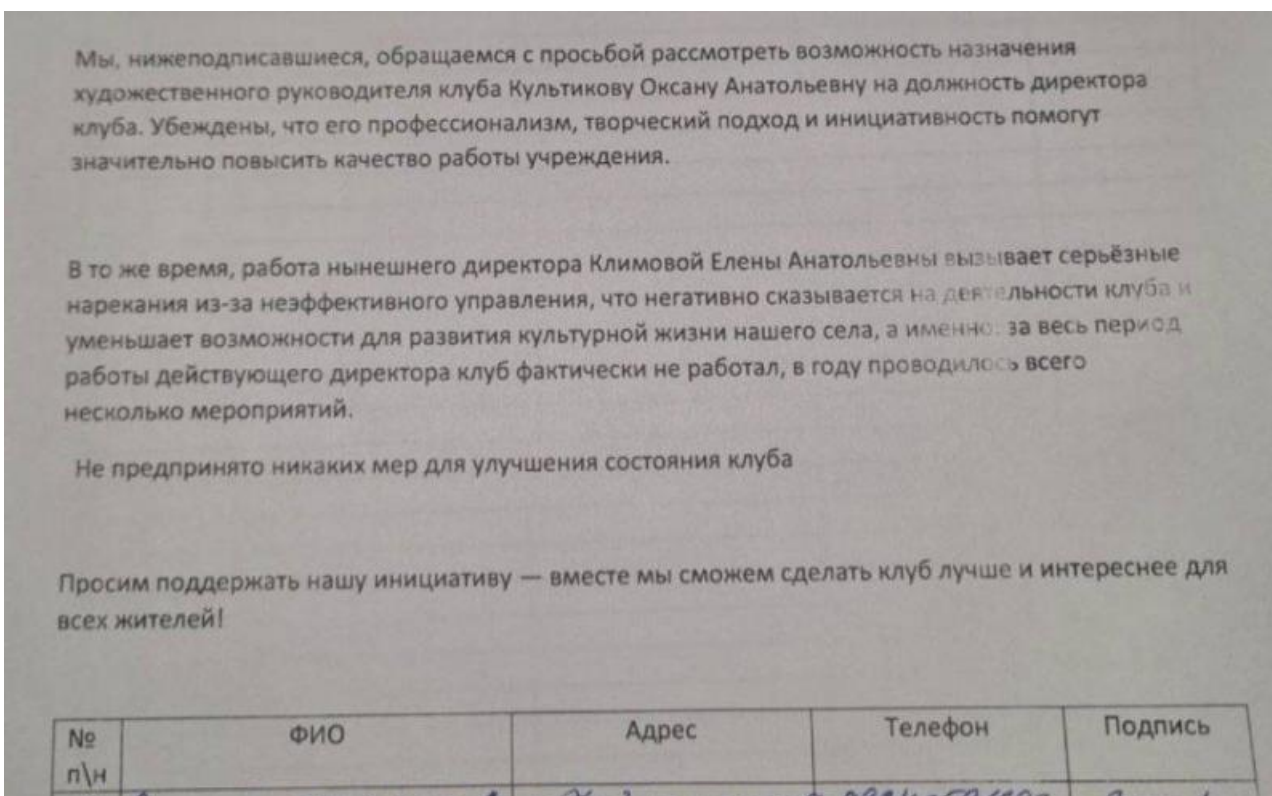 Мы, нижеподписавшиеся, обращаемся с просьбой рассмотреть возможность назначения
художественного руководителя клуба Культикову Оксану Анатольевну на должность директора
клуба. Убеждены, что его профессионализм, творческий подход и инициативность помогут
значительно повысить качество работы учреждения.
В то же время, работа нынешнего директора Климовой Елены Анатольевны вызывает серьёзные
нарекания из-за неэффективного управления, что негативно сказывается на деятельности клуба и
уменьшает возможности для развития культурной жизни нашего села, а именно: за весь период
работы действующего директора клуб фактически не работал, в году проводилось всего
несколько мероприятий.
Не предпринято никаких мер для улучшения состояния клуба
Просим поддержать нашу инициативу — вместе мы сможем сделать клуб лучше и интереснее для
всех жителей!
№ ФИО Адрес Телефон Подпись
п\н